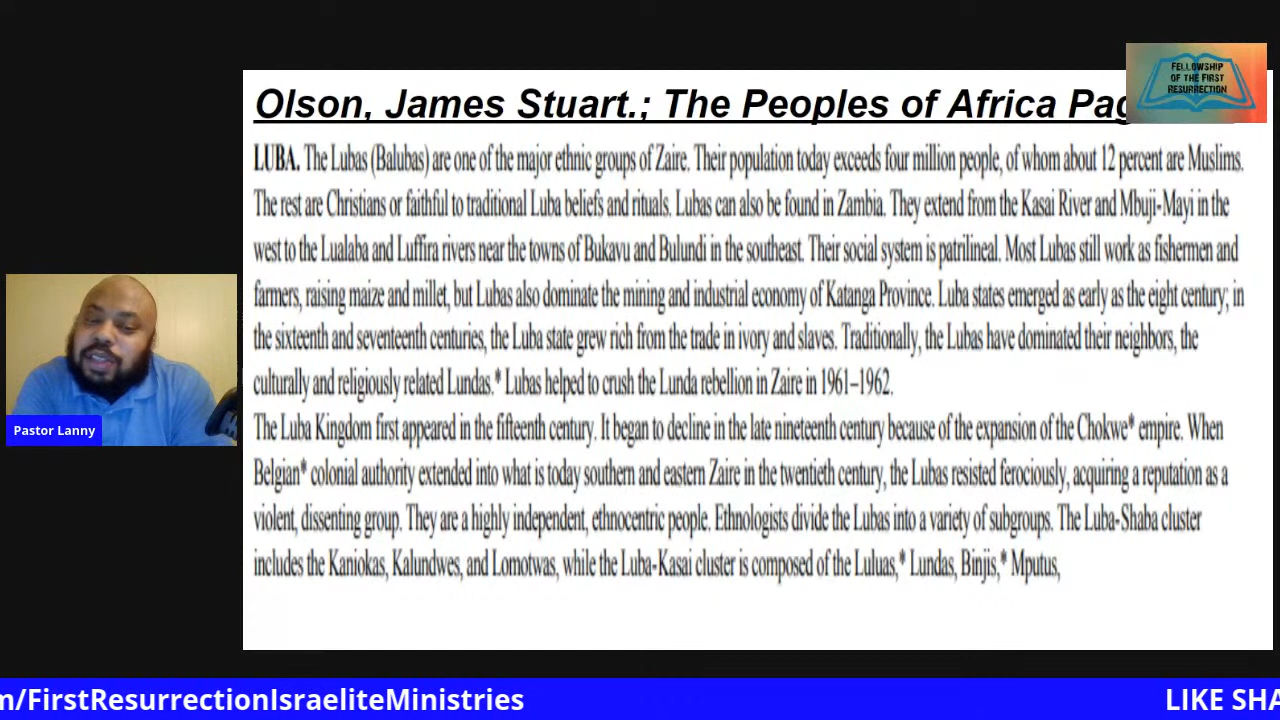 FELLOWSHIP
OF THE FIRST
RESURRECTION
Olson, James Stuart.; The Peoples of Africa
LUBA. The Lubas (Balubas) are one of the major ethnic groups of Zaire. Their population today exceeds four million people, of whom about 12 percent are Muslims.
The rest are Christians or faithful to traditional Luba beliefs and rituals. Lubas can also be found in Zambia. They extend from the Kasai River and Mbuji-Mayi in the
west to the Lualaba and Luffira rivers near the towns of Bukavu and Bulundi in the southeast. Their social system is patrilineal. Most Lubas still work as fishermen and
farmers, raising maize and millet, but Lubas also dominate the mining and industrial economy of Katanga Province. Luba states emerged as early as the eight century; in
the sixteenth and seventeenth centuries, the Luba state grew rich from the trade in ivory and slaves. Traditionally, the Lubas have dominated their neighbors, the
culturally and religiously related Lundas.* Lubas helped to crush the Lunda rebellion in Zaire in 1961–1962.
The Luba Kingdom first appeared in the fifteenth century. It began to decline in the late nineteenth century because of the expansion of the Chokwe* empire. When
Belgian* colonial authority extended into what is today southern and eastern Zaire in the twentieth century, the Lubas resisted ferociously, acquiring a reputation as a
violent, dissenting group. They are a highly independent, ethnocentric people. Ethnologists divide the Lubas into a variety of subgroups. The Luba-Shaba cluster
includes the Kaniokas, Kalundwes, and Lomotwas, while the Luba-Kasai cluster is composed of the Luluas,* Lundas, Binjis,* Mputus,
Pastor Lanny
m/FirstResurrectionIsraeliteMinistries LIKE SHA